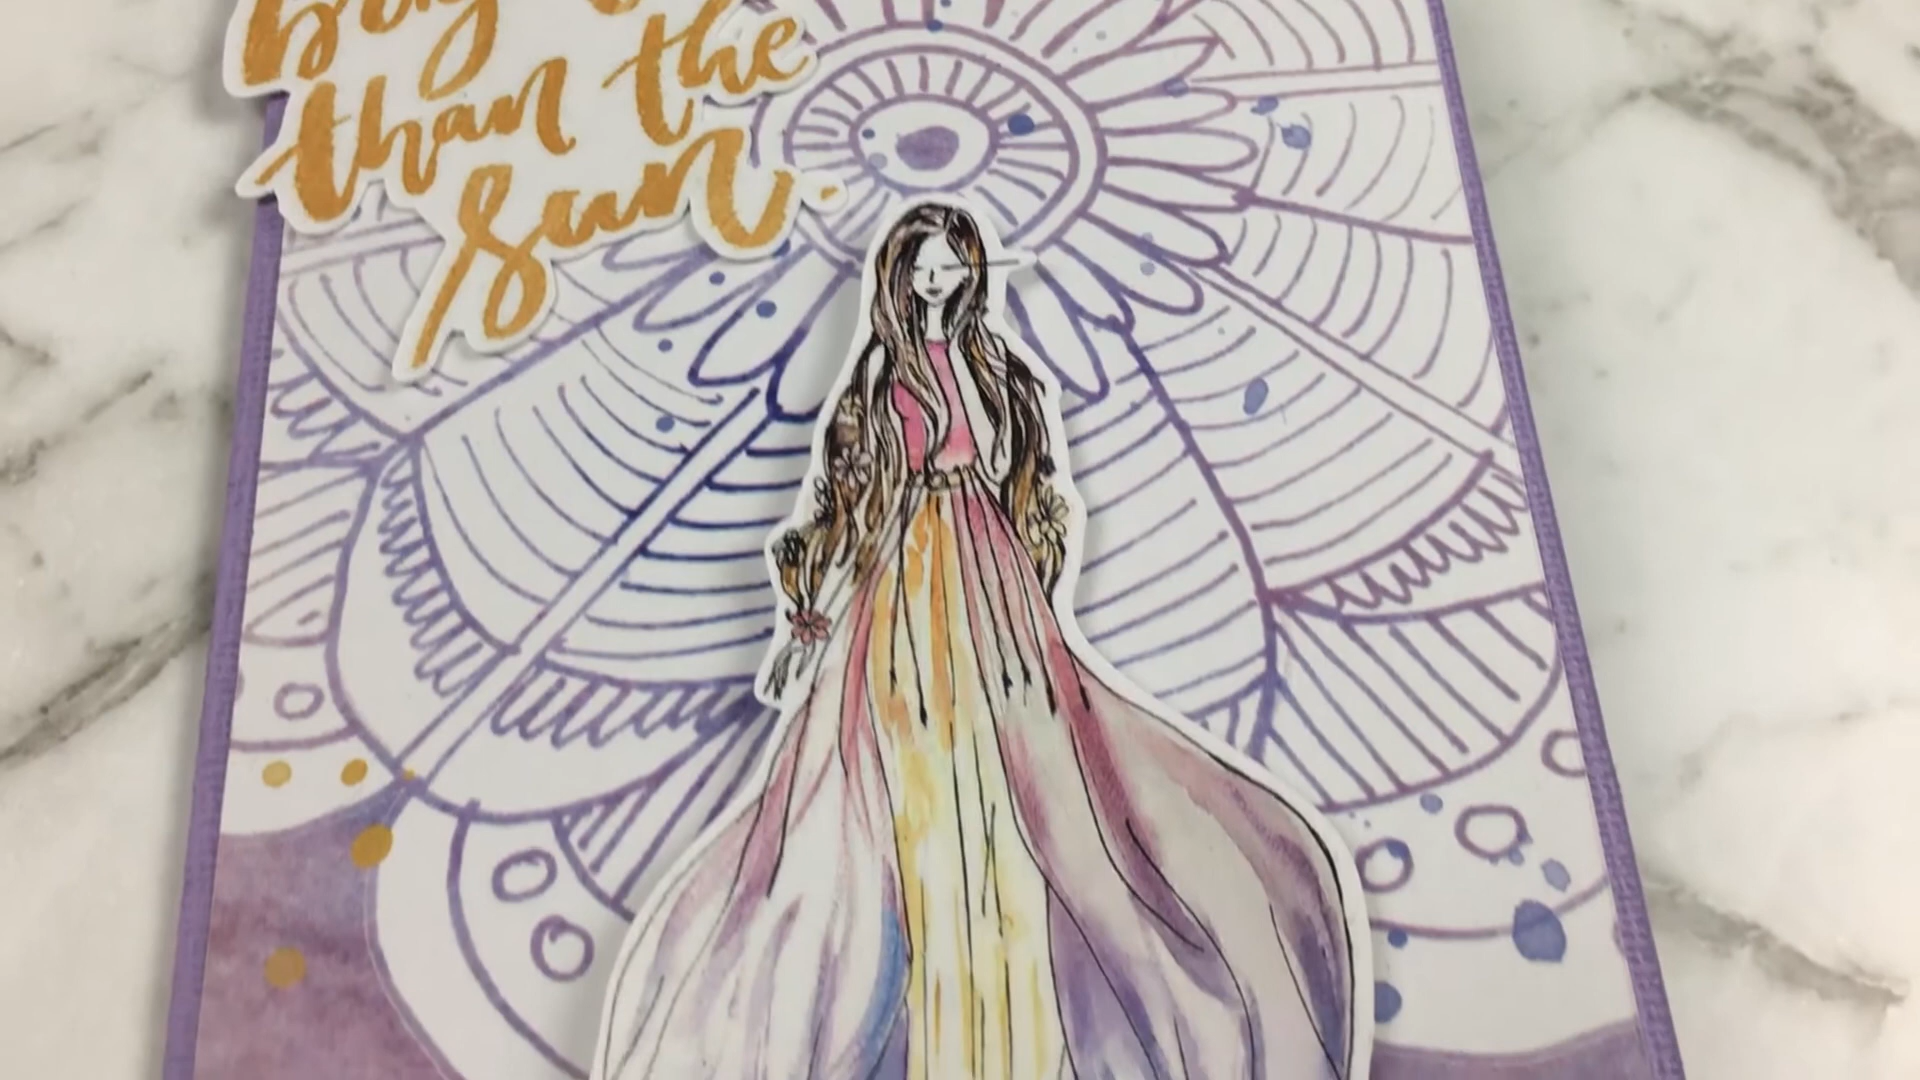 than the
sun.